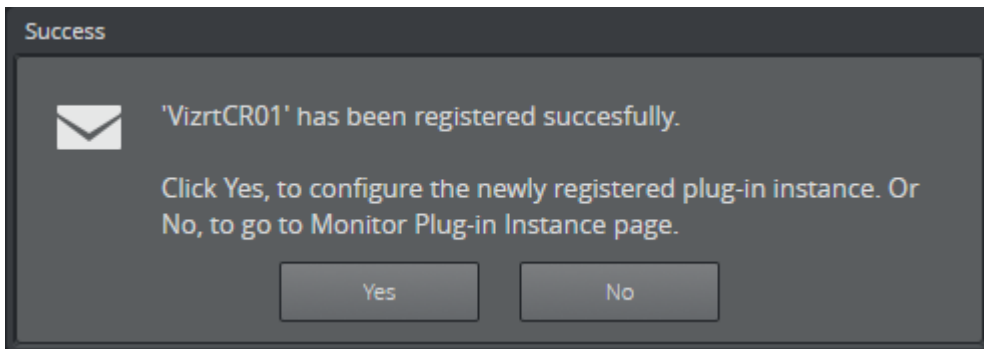 Success
'VizrtCR01' has been registered succesfully.
Click Yes, to configure the newly registered plug-in instance. Or
No, to go to Monitor Plug-in Instance page.
Yes
No